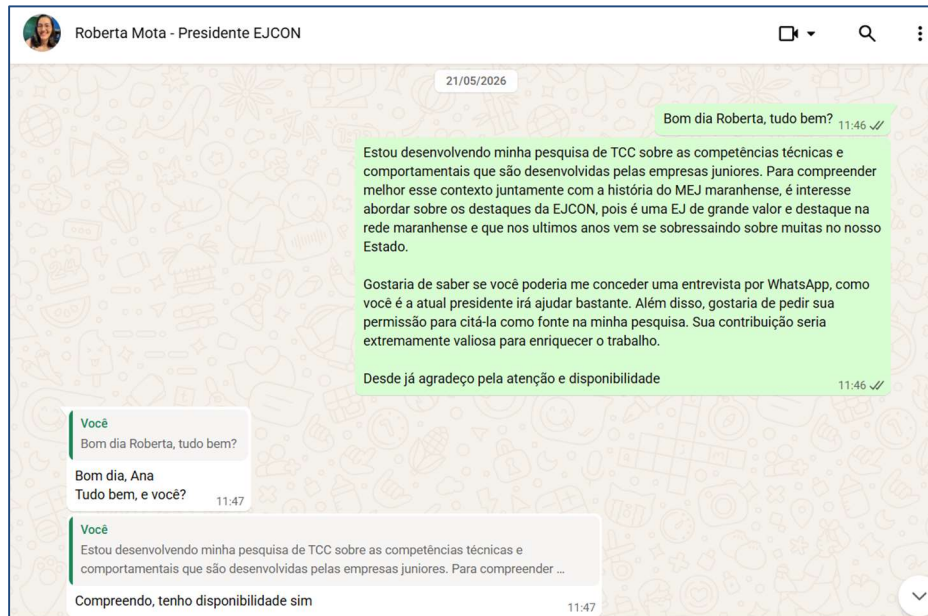 Roberta Mota - Presidente EJCON
21/05/2026
Bom dia Roberta, tudo bem? 11:46
Estou desenvolvendo minha pesquisa de TCC sobre as competências técnicas e
comportamentais que são desenvolvidas pelas empresas juniores. Para compreender
melhor esse contexto juntamente com a história do MEJ maranhense, é interesse
abordar sobre os destaques da EJCON, pois é uma EJ de grande valor e destaque na
rede maranhense e que nos ultimos anos vem se sobressaindo sobre muitas no nosso
Estado.
Gostaria de saber se você poderia me conceder uma entrevista por WhatsApp, como
você é a atual presidente irá ajudar bastante. Além disso, gostaria de pedir sua
permissão para citá-la como fonte na minha pesquisa. Sua contribuição seria
extremamente valiosa para enriquecer o trabalho.
Desde já agradeço pela atenção e disponibilidade
11:46
Você
Bom dia Roberta, tudo bem?
Bom dia, Ana
Tudo bem, e você? 11:47
Você
Estou desenvolvendo minha pesquisa de TCC sobre as competências técnicas e
comportamentais que são desenvolvidas pelas empresas juniores. Para compreender ...
Compreendo, tenho disponibilidade sim 11:47